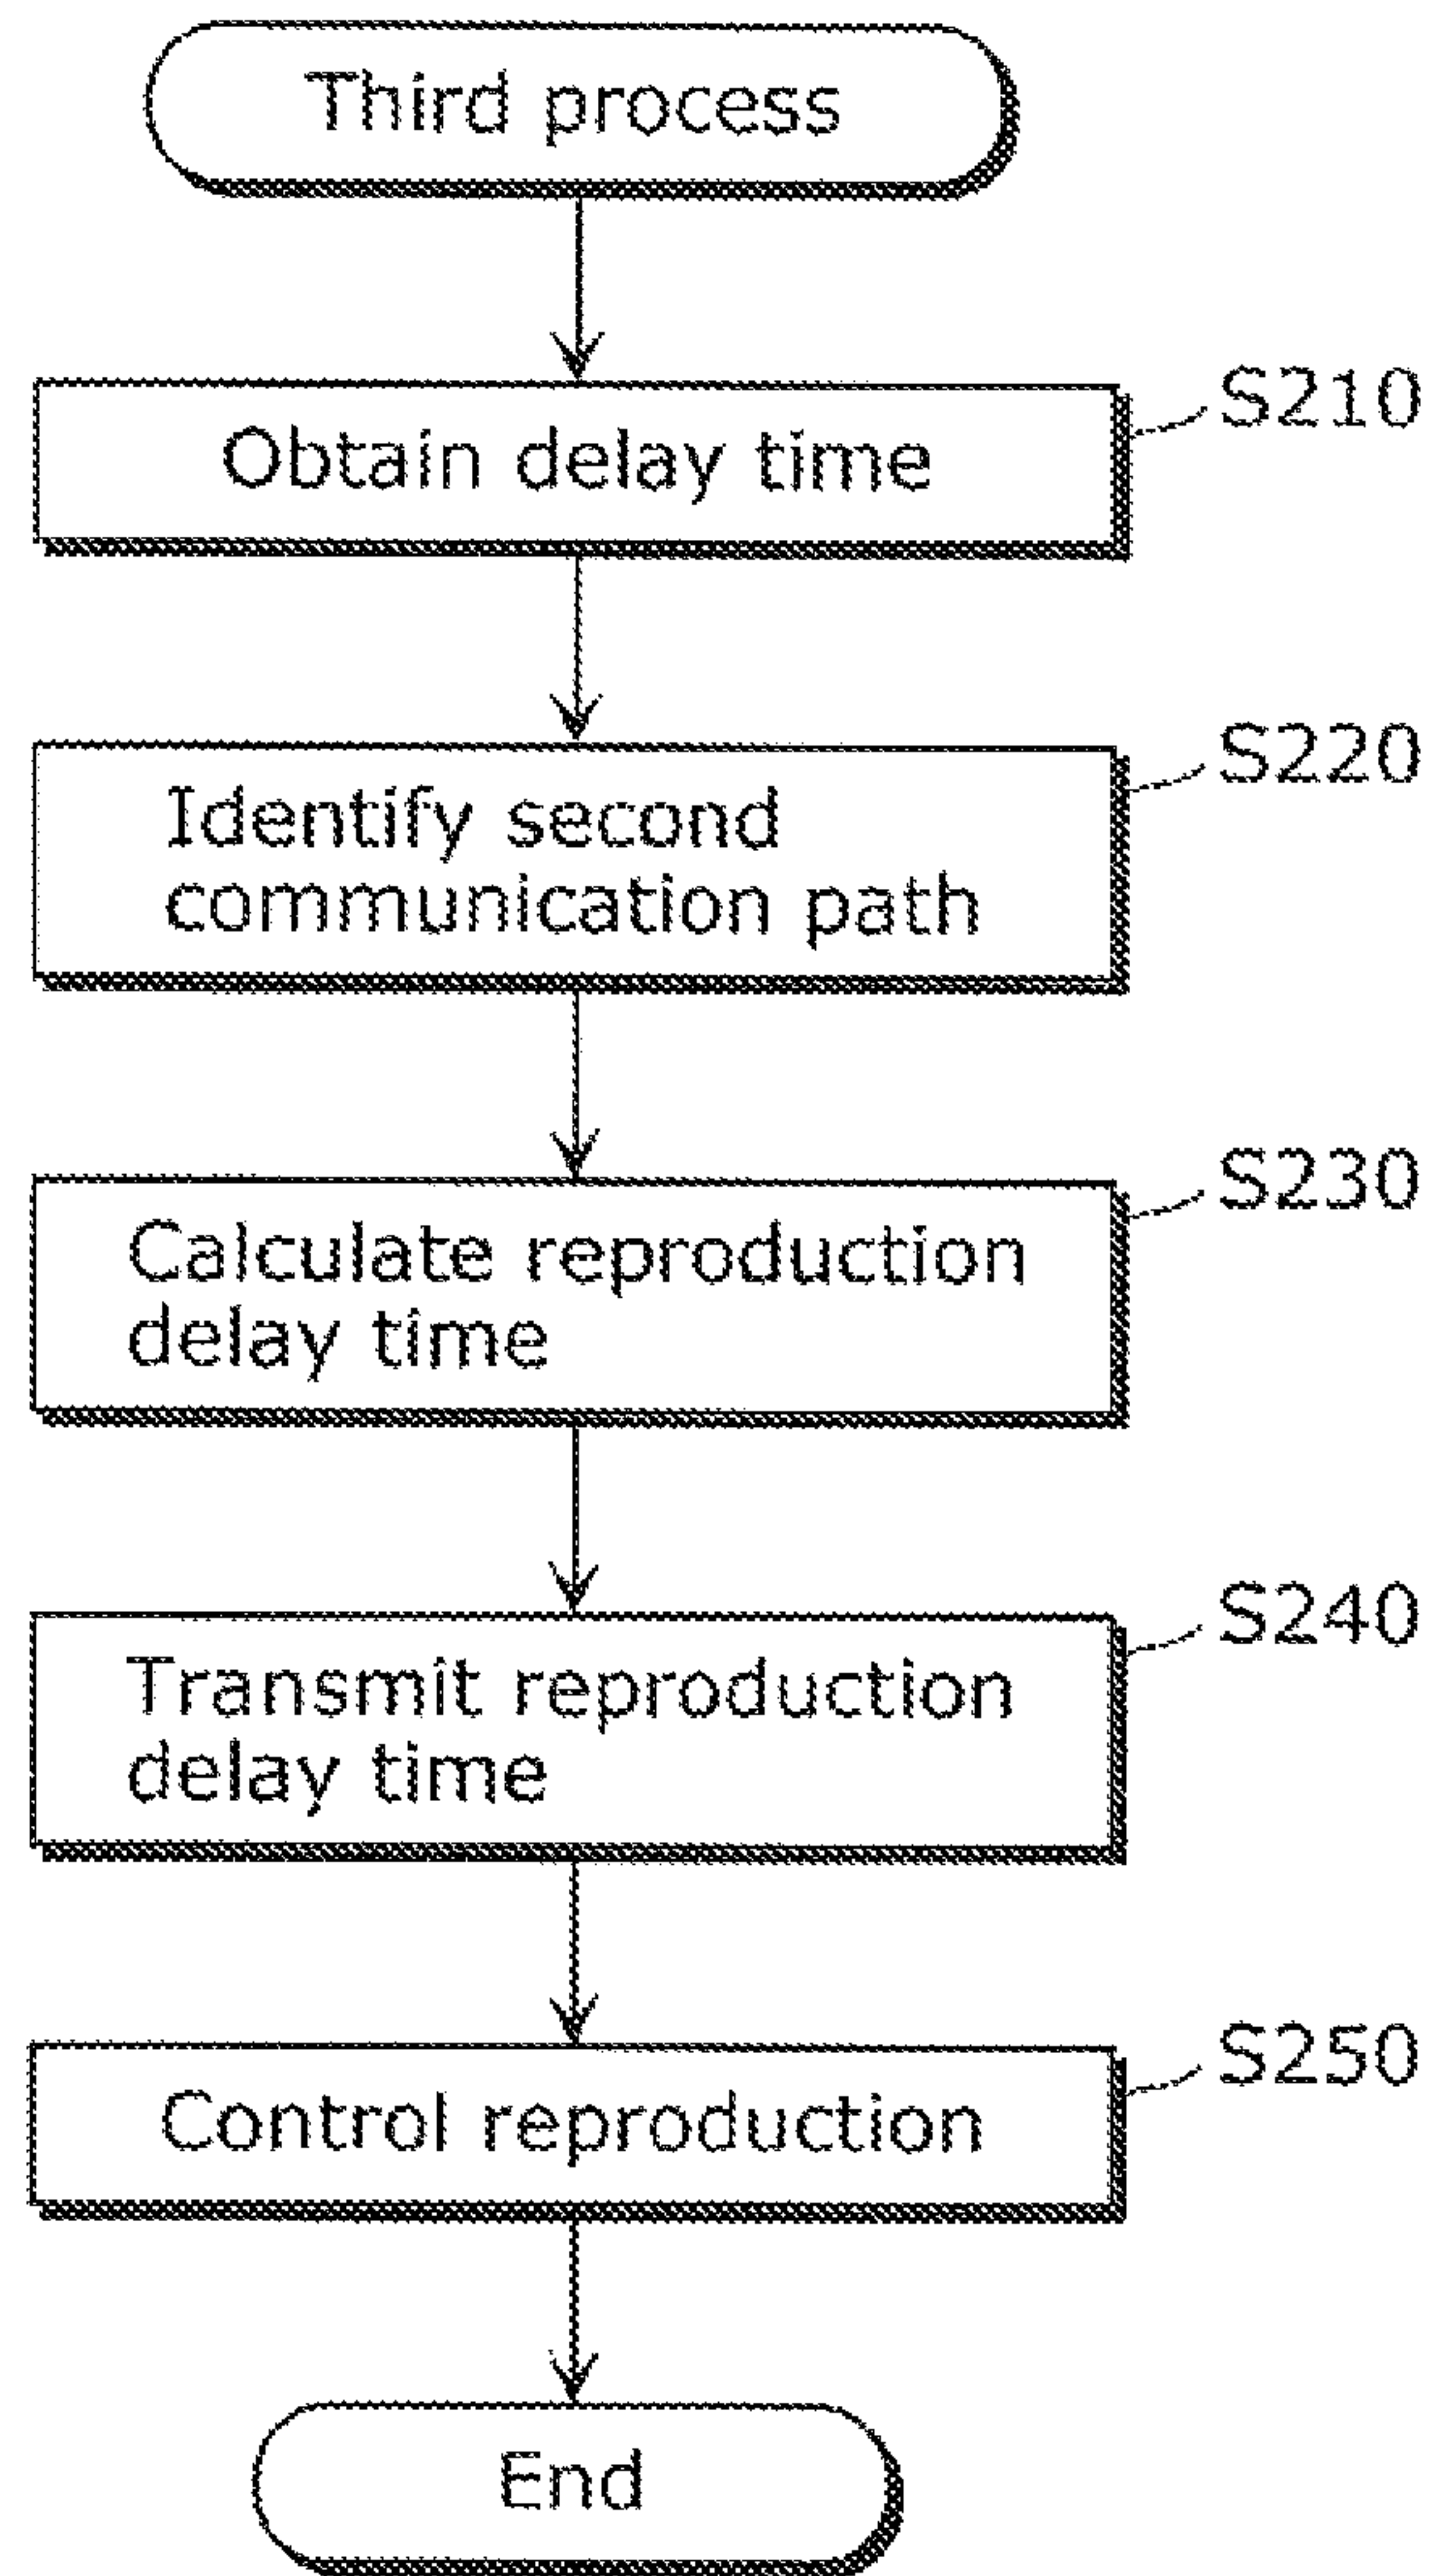 Third process
S210
Obtain delay time
S220
Identify second
communication path
S230
Calculate reproduction
delay time
S240
Transmit reproduction
delay time
S250
Control reproduction
End